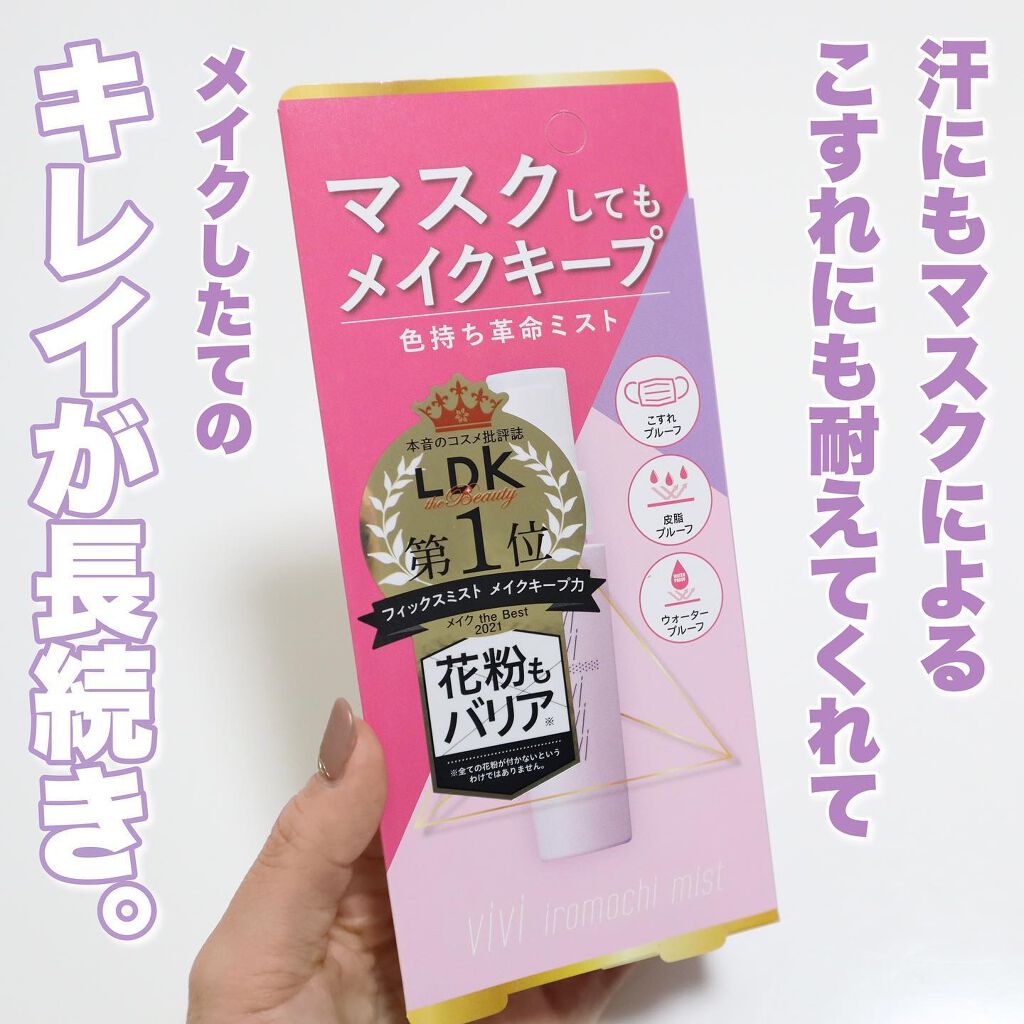 汗にもマスクによる
こすれにも耐えてくれて
メイクしたての
キレイが長続き。
マスクしても
メイクキープ
色持ち革命ミスト
本音のコスメ批評誌
LDK
the Beauty
第1位
フィックスミスト メイクキープ力
メイク the Best
2021
花粉も
バリア※
※全ての花粉が付かないという
わけではありません。
こすれ
プルーフ
皮脂
プルーフ
WATER
PROOF
ウォーター
プルーフ
vivi iromochi mist